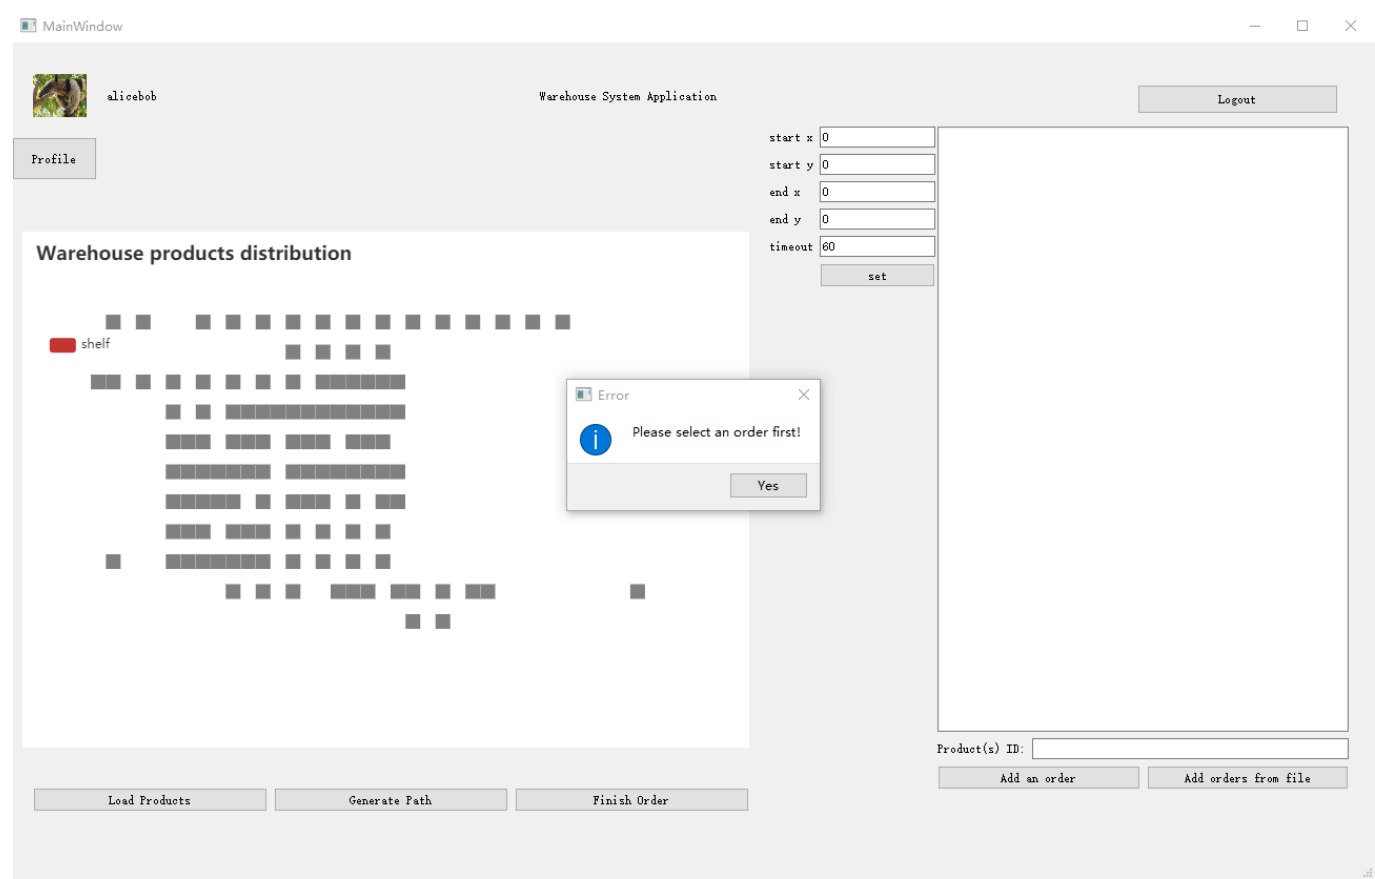 MainWindow
alicebob
Warehouse System Application
Logout
Profile
start x 0
start y 0
end x 0
end y 0
timeout 60
set
Warehouse products distribution
shelf
Error
Please select an order first!
Yes
Product(s) ID:
Add an order
Add orders from file
Load Products
Generate Path
Finish Order